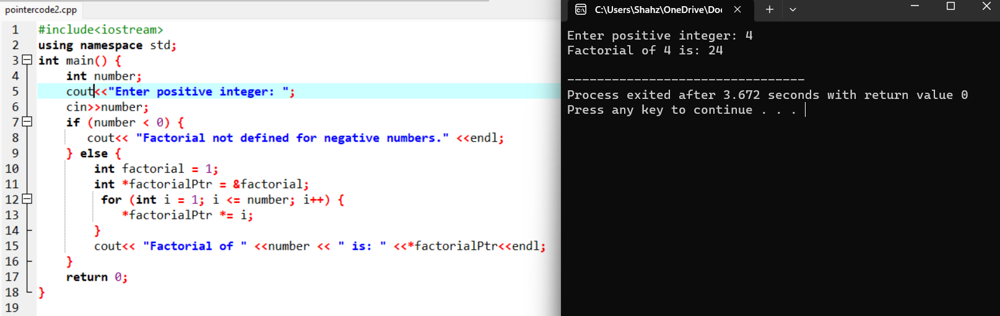 pointercode2.cpp
1 #include<iostream>
2 using namespace std;
3 int main() {
4 int number;
5 cout<<"Enter positive integer: ";
6 cin>>number;
7 if (number < 0) {
8 cout<< "Factorial not defined for negative numbers." <<endl;
9 } else {
10 int factorial = 1;
11 int *factorialPtr = &factorial;
12 for (int i = 1; i <= number; i++) {
13 *factorialPtr *= i;
14 }
15 cout<< "Factorial of " <<number << " is: " <<*factorialPtr<<endl;
16 }
17 return 0;
18 }
19
C:\Users\Shahz\OneDrive\Do
Enter positive integer: 4
Factorial of 4 is: 24
--------------------------------
Process exited after 3.672 seconds with return value 0
Press any key to continue . . .